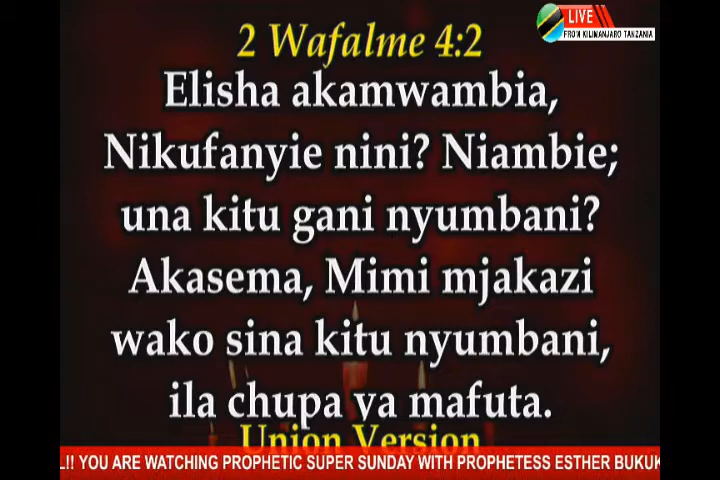 LIVE
FROM KILIMANJARO TANZANIA
2 Wafalme 4:2
Elisha akamwambia,
Nikufanyie nini? Niambie;
una kitu gani nyumbani?
Akasema, Mimi mjakazi
wako sina kitu nyumbani,
ila chupa ya mafuta.
Union Version
L!! YOU ARE WATCHING PROPHETIC SUPER SUNDAY WITH PROPHETESS ESTHER BUKUK